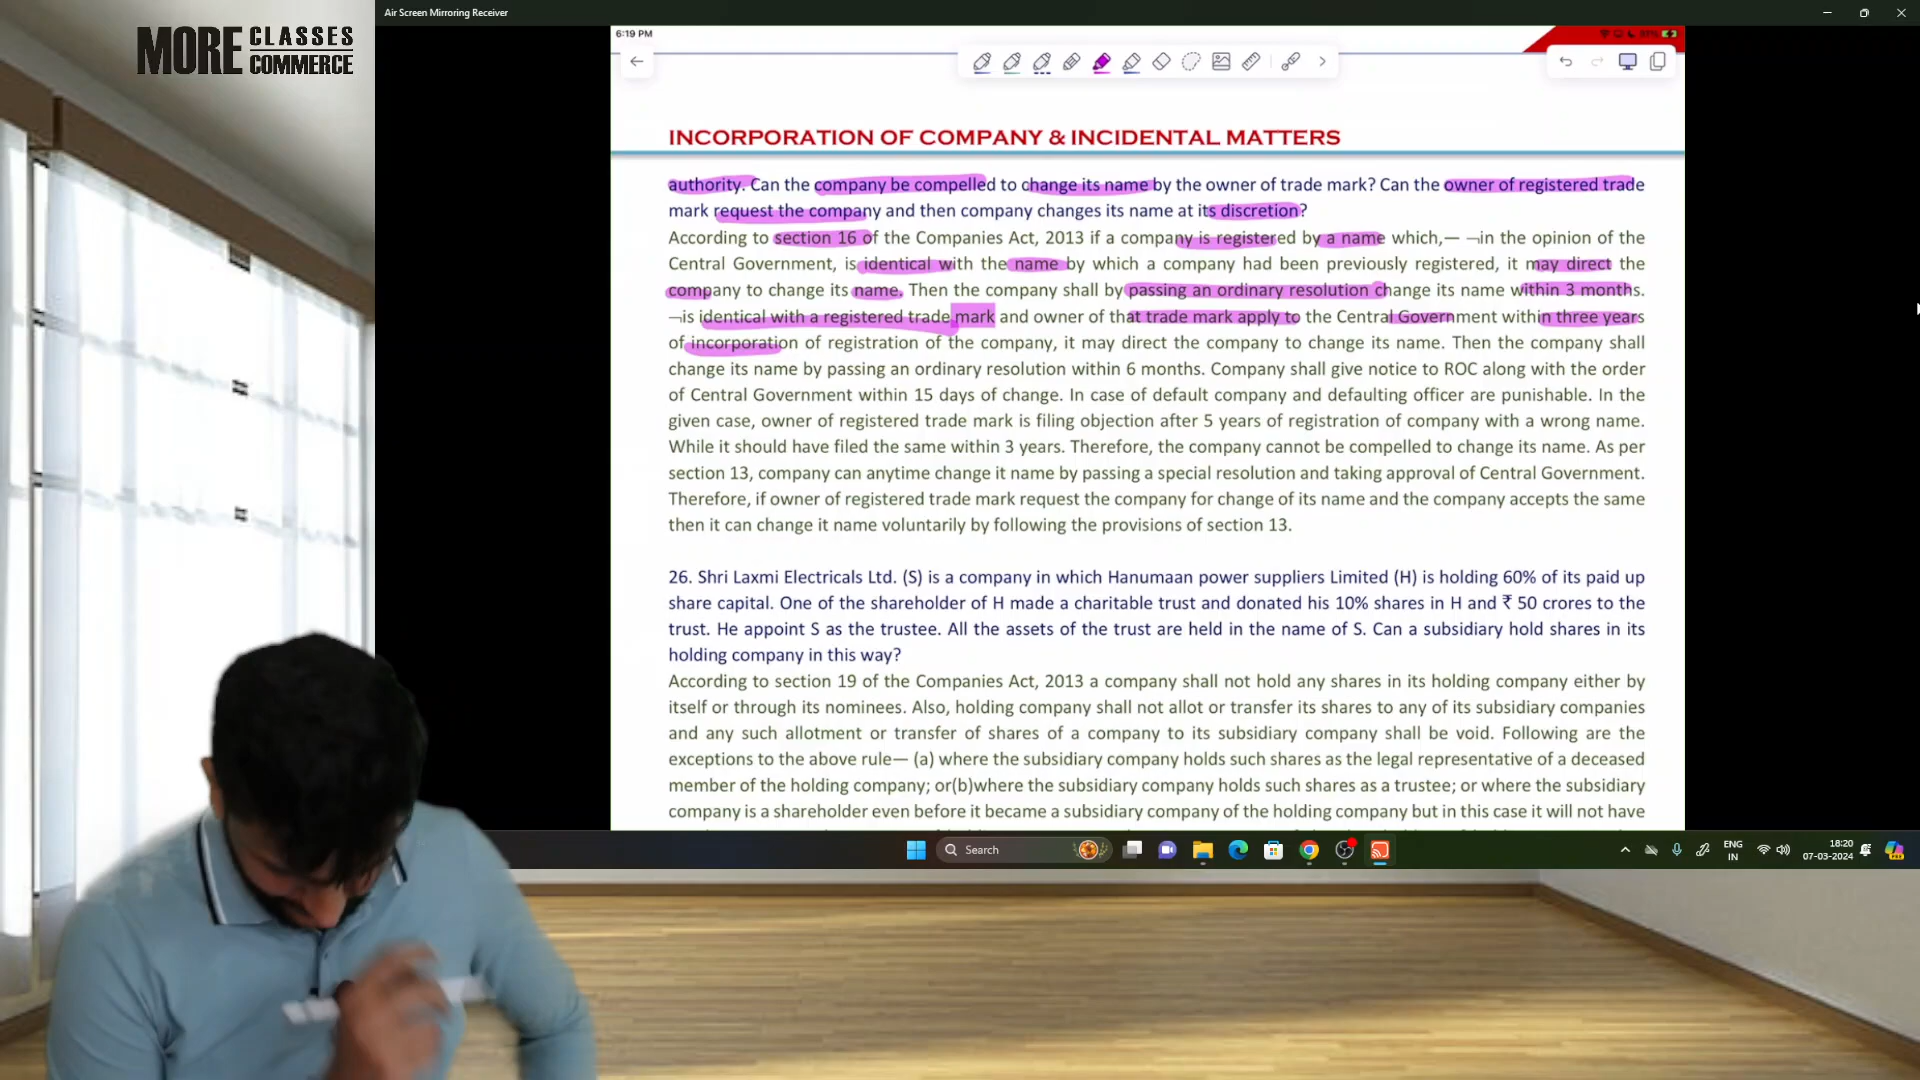 Air Screen Mirroring Receiver
MORE CLASSES
COMMERCE
6:19 PM
INCORPORATION OF COMPANY & INCIDENTAL MATTERS
authority. Can the company be compelled to change its name by the owner of trade mark? Can the owner of registered trade
mark request the company and then company changes its name at its discretion?
According to section 16 of the Companies Act, 2013 if a company is registered by a name which,— —in the opinion of the
Central Government, is identical with the name by which a company had been previously registered, it may direct the
company to change its name. Then the company shall by passing an ordinary resolution change its name within 3 months.
—is identical with a registered trade mark and owner of that trade mark apply to the Central Government within three years
of incorporation of registration of the company, it may direct the company to change its name. Then the company shall
change its name by passing an ordinary resolution within 6 months. Company shall give notice to ROC along with the order
of Central Government within 15 days of change. In case of default company and defaulting officer are punishable. In the
given case, owner of registered trade mark is filing objection after 5 years of registration of company with a wrong name.
While it should have filed the same within 3 years. Therefore, the company cannot be compelled to change its name. As per
section 13, company can anytime change it name by passing a special resolution and taking approval of Central Government.
Therefore, if owner of registered trade mark request the company for change of its name and the company accepts the same
then it can change it name voluntarily by following the provisions of section 13.
26. Shri Laxmi Electricals Ltd. (S) is a company in which Hanumaan power suppliers Limited (H) is holding 60% of its paid up
share capital. One of the shareholder of H made a charitable trust and donated his 10% shares in H and ₹ 50 crores to the
trust. He appoint S as the trustee. All the assets of the trust are held in the name of S. Can a subsidiary hold shares in its
holding company in this way?
According to section 19 of the Companies Act, 2013 a company shall not hold any shares in its holding company either by
itself or through its nominees. Also, holding company shall not allot or transfer its shares to any of its subsidiary companies
and any such allotment or transfer of shares of a company to its subsidiary company shall be void. Following are the
exceptions to the above rule— (a) where the subsidiary company holds such shares as the legal representative of a deceased
member of the holding company; or(b)where the subsidiary company holds such shares as a trustee; or where the subsidiary
company is a shareholder even before it became a subsidiary company of the holding company but in this case it will not have
Search
ENG
IN
18:20
07-03-2024